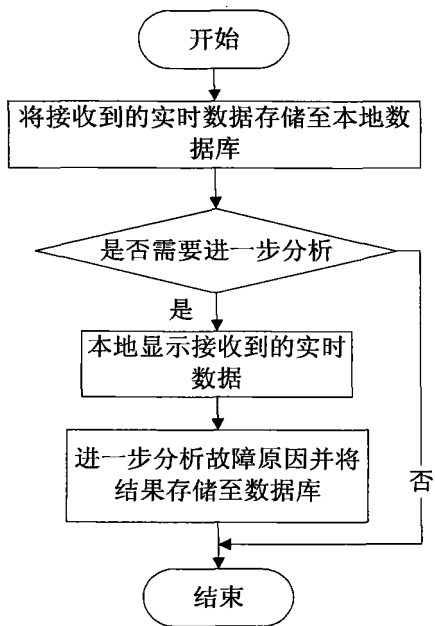 开始
将接收到的实时数据存储至本地数
据库
是否需要进一步分析
是
本地显示接收到的实时
数据
进一步分析故障原因并将
结果存储至数据库
否
结束